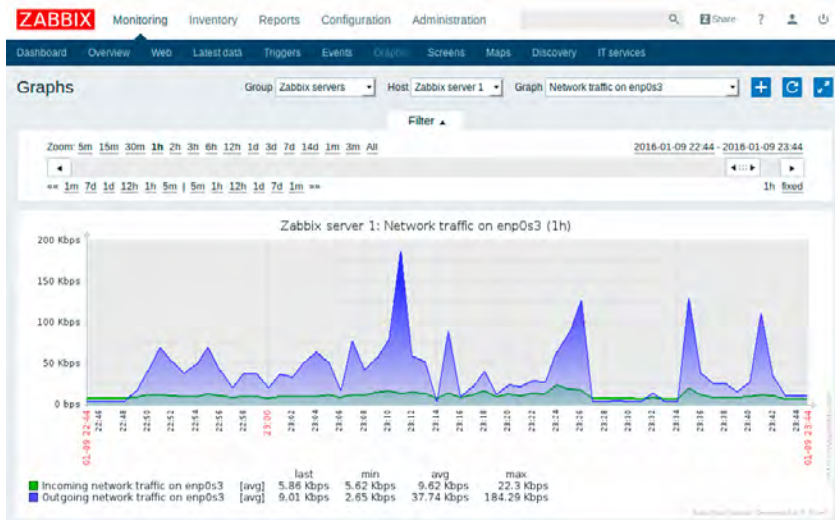 ZABBIX Monitoring Inventory Reports Configuration Administration Share ?
Dashboard Overview Web Latest data Triggers Events Graphs Screens Maps Discovery IT services
Graphs Group Zabbix servers Host Zabbix server 1 Graph Network traffic on enp0s3
Filter
Zoom: 5m 15m 30m 1h 2h 3h 6h 12h 1d 3d 7d 14d 1m 3m All 2016-01-09 22:44 - 2016-01-09 23:44
«« 1m 7d 1d 12h 1h 5m | 5m 1h 12h 1d 7d 1m »» 1h fixed
Zabbix server 1: Network traffic on enp0s3 (1h)
200 Kbps
150 Kbps
100 Kbps
50 Kbps
0 bps
01-09 22:44 22:46 22:48 22:50 22:52 22:54 22:56 22:58 23:00 23:02 23:04 23:06 23:08 23:10 23:12 23:14 23:16 23:18 23:20 23:22 23:24 23:26 23:28 23:30 23:32 23:34 23:36 23:38 23:40 23:42 23:44 01-09 23:44
last min avg max
Incoming network traffic on enp0s3 [avg] 5.86 Kbps 5.62 Kbps 9.62 Kbps 22.3 Kbps
Outgoing network traffic on enp0s3 [avg] 9.01 Kbps 2.65 Kbps 37.74 Kbps 184.29 Kbps